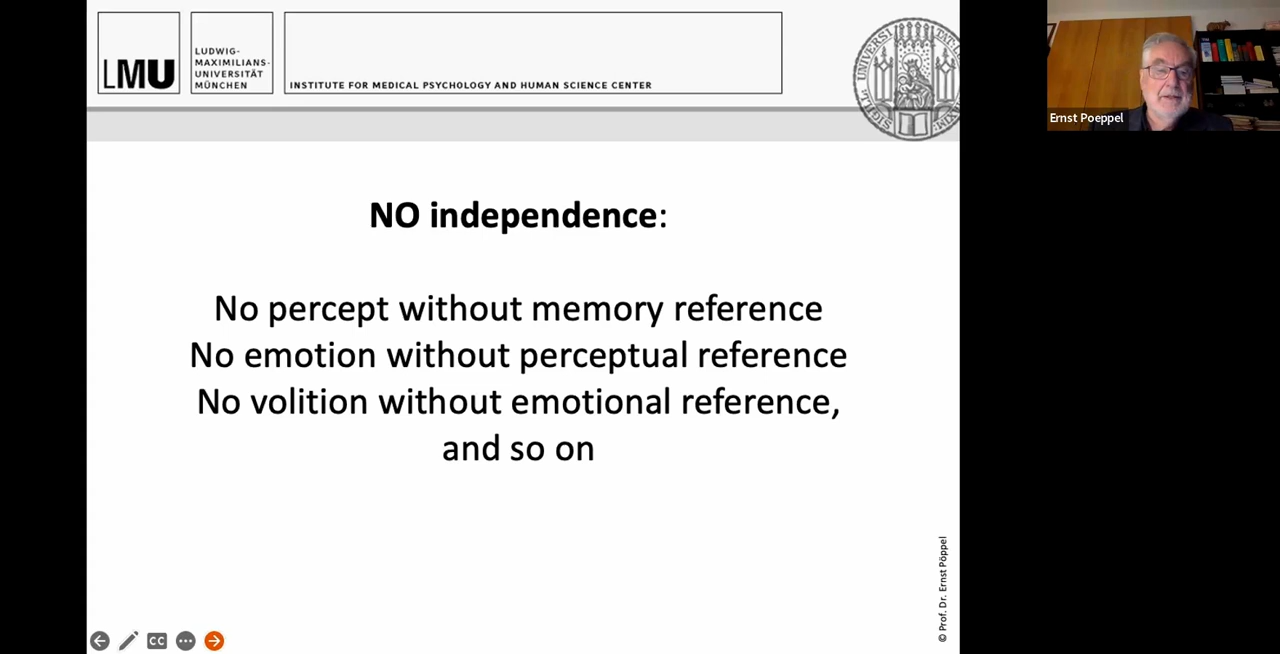 LMU
LUDWIG-
MAXIMILIANS-
UNIVERSITÄT
MÜNCHEN
INSTITUTE FOR MEDICAL PSYCHOLOGY AND HUMAN SCIENCE CENTER
Ernst Poeppel
NO independence:
No percept without memory reference
No emotion without perceptual reference
No volition without emotional reference,
and so on
© Prof. Dr. Ernst Pöppel
CC